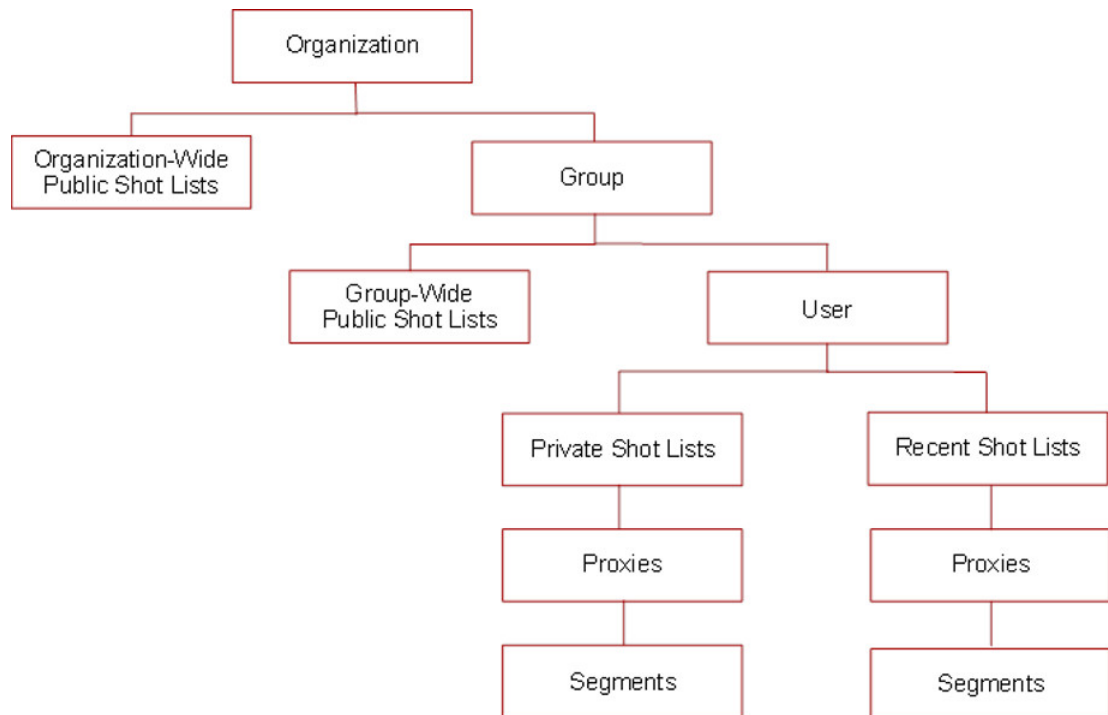 Organization
Organization-Wide
Public Shot Lists
Group
Group-Wide
Public Shot Lists
User
Private Shot Lists
Recent Shot Lists
Proxies
Proxies
Segments
Segments